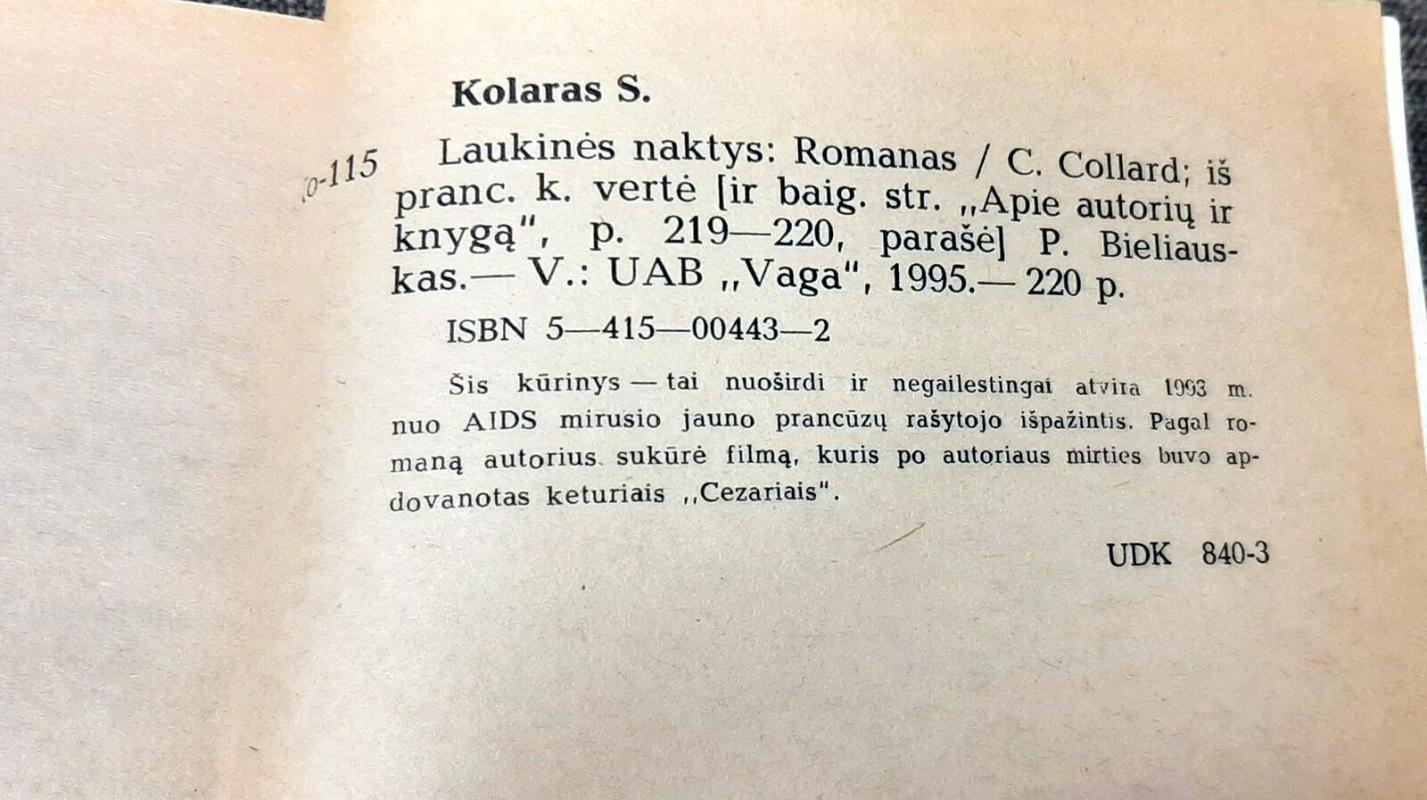 Kolaras S.
Laukinės naktys: Romanas / C. Collard; iš
-115
pranc. k. vertė [ir baig. str. „Apie autorių ir
knygą“, p. 219—220, parašė] P. Bieliaus-
kas.— V.: UAB „Vaga“, 1995.— 220 p.
ISBN 5—415—00443—2
Šis kūrinys — tai nuoširdi ir negailestingai atvira 1993 m.
nuo AIDS mirusio jauno prancūzų rašytojo išpažintis. Pagal ro-
maną autorius sukūrė filmą, kuris po autoriaus mirties buvo ap-
dovanotas keturiais „Cezariais“.
UDK 840-3